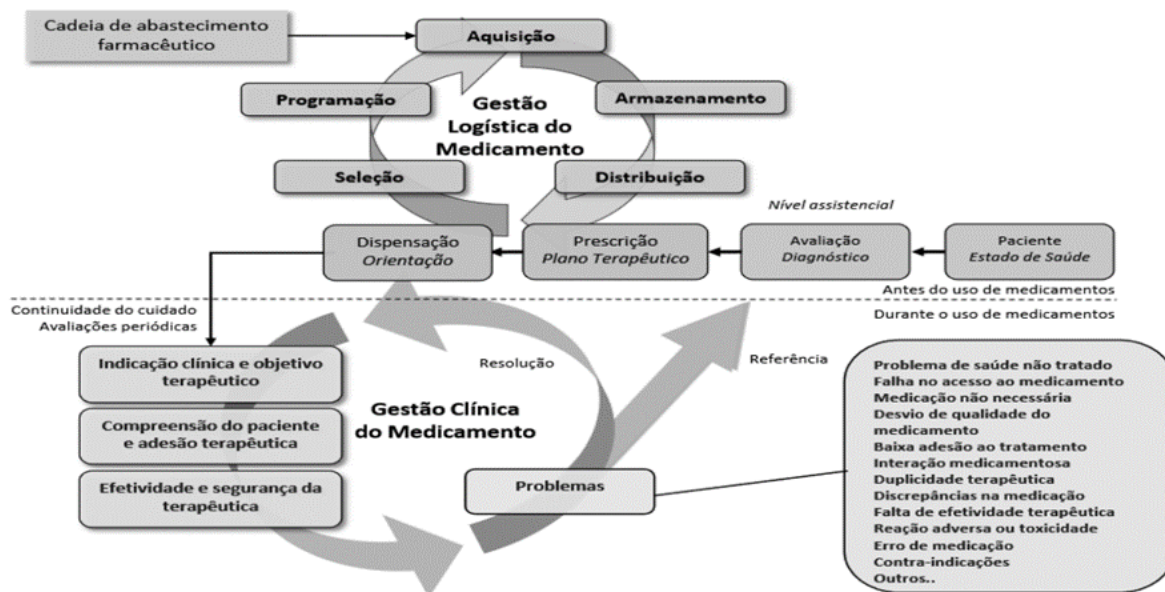 Cadeia de abastecimento
farmacêutico
Aquisição
Programação
Gestão
Logística do
Medicamento
Armazenamento
Seleção
Distribuição
Nível assistencial
Dispensação
Orientação
Prescrição
Plano Terapêutico
Avaliação
Diagnóstico
Paciente
Estado de Saúde
Antes do uso de medicamentos
Durante o uso de medicamentos
Continuidade do cuidado
Avaliações periódicas
Indicação clínica e objetivo
terapêutico
Compreensão do paciente
e adesão terapêutica
Efetividade e segurança da
terapêutica
Resolução
Gestão Clínica
do Medicamento
Referência
Problemas
Problema de saúde não tratado
Falha no acesso ao medicamento
Medicação não necessária
Desvio de qualidade do
medicamento
Baixa adesão ao tratamento
Interação medicamentosa
Duplicidade terapêutica
Discrepâncias na medicação
Falta de efetividade terapêutica
Reação adversa ou toxicidade
Erro de medicação
Contra-indicações
Outros..